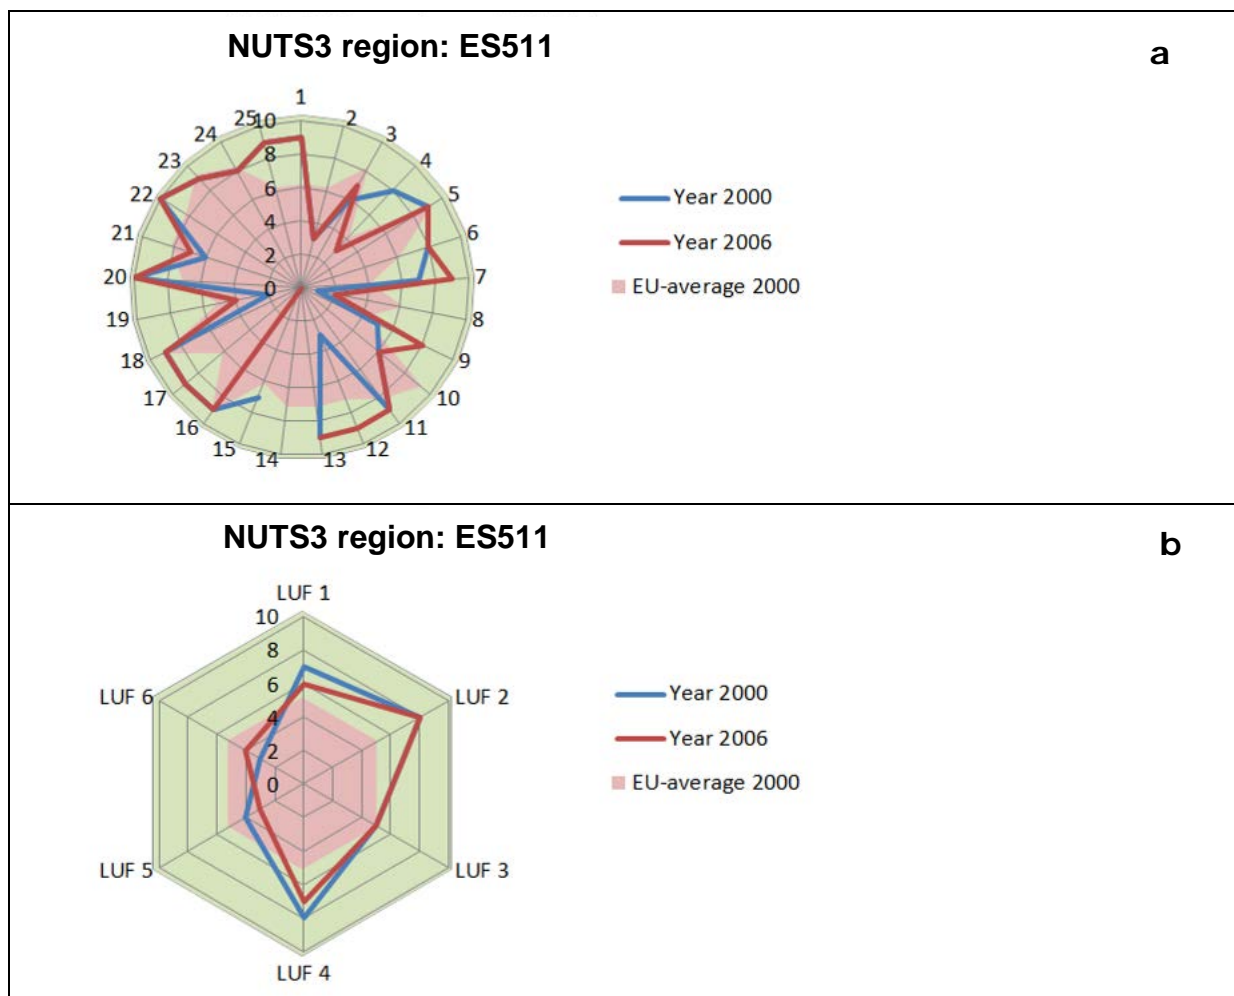 NUTS3 region: ES511
a
1
2
3
4
5
6
7
8
9
10
11
12
13
14
15
16
17
18
19
20
21
22
23
24
25
10
8
6
4
2
0
Year 2000
Year 2006
EU-average 2000
NUTS3 region: ES511
b
LUF 1
LUF 2
LUF 3
LUF 4
LUF 5
LUF 6
10
8
6
4
2
0
Year 2000
Year 2006
EU-average 2000